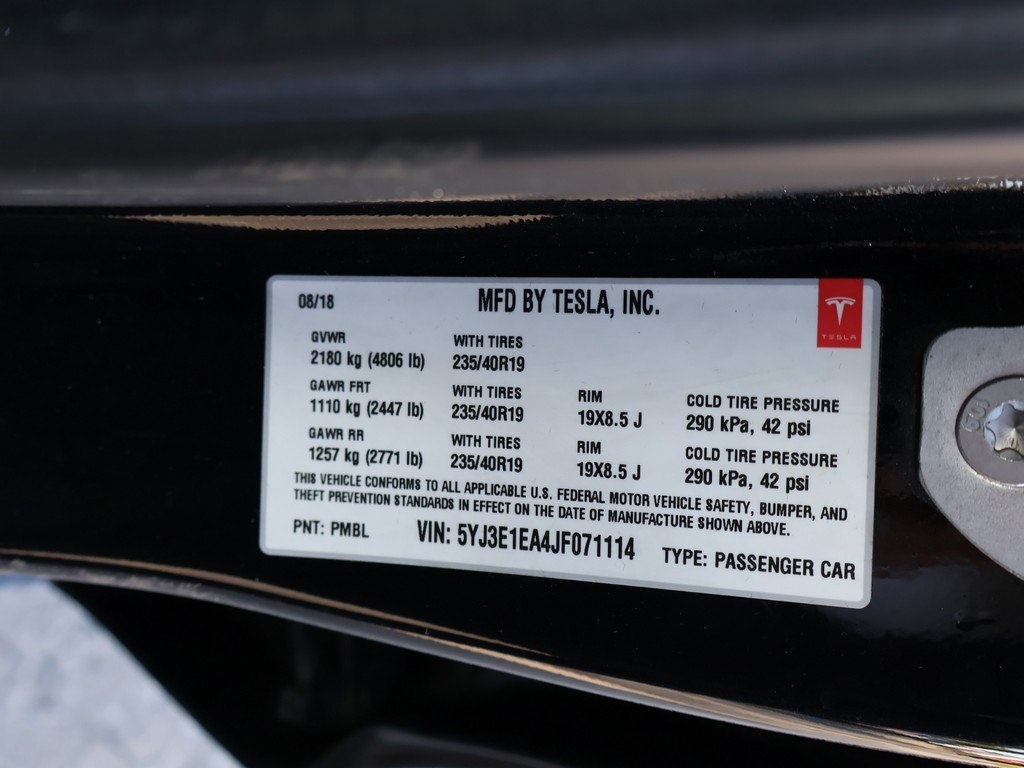 08/18 MFD BY TESLA, INC.
TESLA
GVWR WITH TIRES
2180 kg (4806 lb) 235/40R19
GAWR FRT WITH TIRES RIM COLD TIRE PRESSURE
1110 kg (2447 lb) 235/40R19 19X8.5 J 290 kPa, 42 psi
GAWR RR WITH TIRES RIM COLD TIRE PRESSURE
1257 kg (2771 lb) 235/40R19 19X8.5 J 290 kPa, 42 psi
THIS VEHICLE CONFORMS TO ALL APPLICABLE U.S. FEDERAL MOTOR VEHICLE SAFETY, BUMPER, AND
THEFT PREVENTION STANDARDS IN EFFECT ON THE DATE OF MANUFACTURE SHOWN ABOVE.
PNT: PMBL VIN: 5YJ3E1EA4JF071114 TYPE: PASSENGER CAR